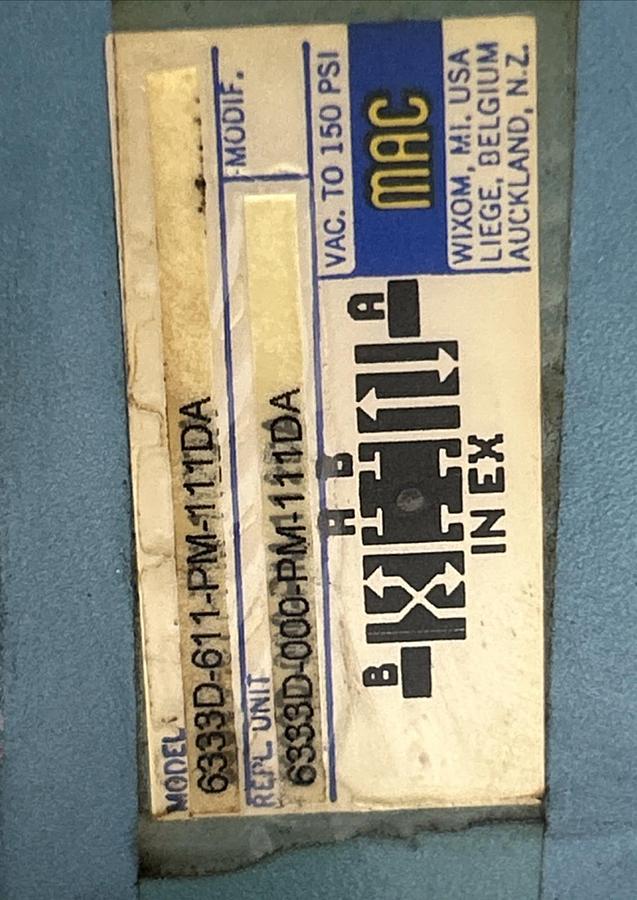 MODEL
6333D-611-PM-111DA
REPL UNIT
6333D-000-PM-111DA
MODIF.
VAC. TO 150 PSI
MAC
WIXOM, MI. USA
LIEGE, BELGIUM
AUCKLAND, N.Z.
A B
B
A
IN EX